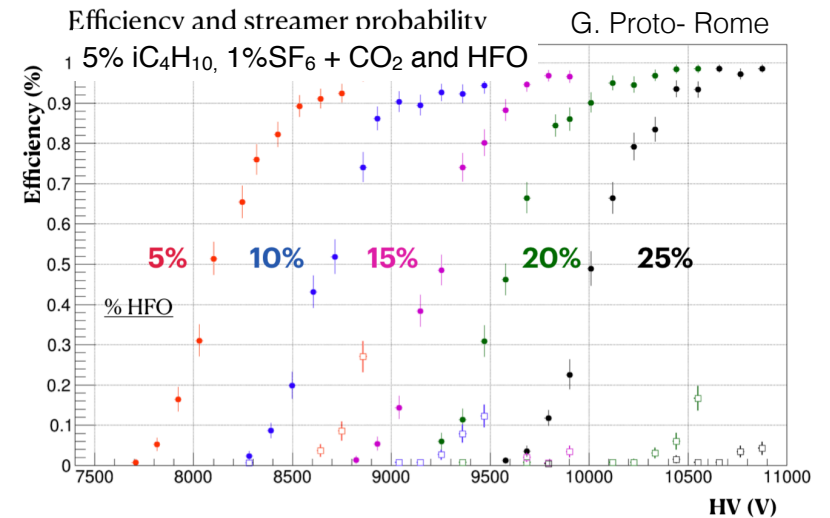 Efficiency and streamer probability
G. Proto- Rome
5% iC₄H₁₀, 1%SF₆ + CO₂ and HFO
Efficiency (%)
1
0.9
0.8
0.7
0.6
0.5
0.4
0.3
0.2
0.1
0
5% 10% 15% 20% 25%
% HFO
7500 8000 8500 9000 9500 10000 10500 11000
HV (V)